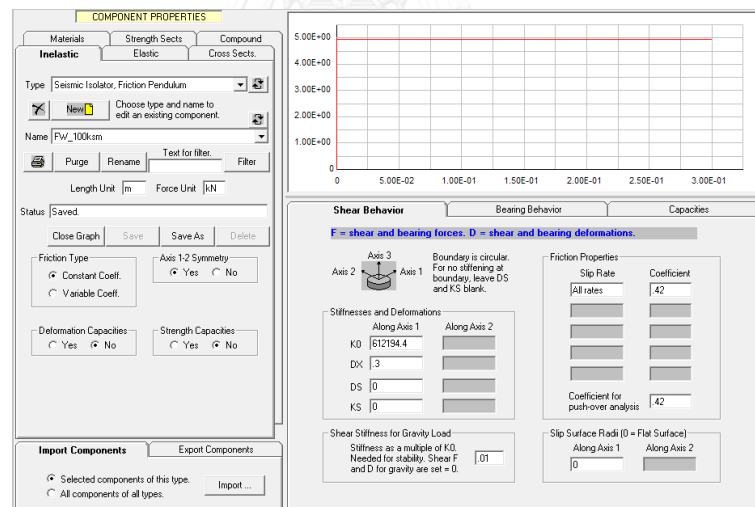 COMPONENT PROPERTIES
Materials Strength Sects Compound
Inelastic Elastic Cross Sects.
Type Seismic Isolator, Friction Pendulum
New Choose type and name to
edit an existing component.
Name FW_100ksm
Purge Rename Text for filter. Filter
Length Unit m Force Unit kN
Status Saved.
Close Graph Save Save As Delete
Friction Type
Constant Coeff.
Variable Coeff.
Axis 1-2 Symmetry
Yes No
Deformation Capacities
Yes No
Strength Capacities
Yes No
Import Components Export Components
Selected components of this type.
All components of all types.
Import ...
5.00E+00
4.00E+00
3.00E+00
2.00E+00
1.00E+00
0
0 5.00E-02 1.00E-01 1.50E-01 2.00E-01 2.50E-01 3.00E-01
Shear Behavior Bearing Behavior Capacities
F = shear and bearing forces. D = shear and bearing deformations.
Axis 3
Axis 2 Axis 1
Boundary is circular.
For no stiffening at
boundary, leave DS
and KS blank.
Stiffnesses and Deformations
Along Axis 1 Along Axis 2
K0 612194.4
DX .3
DS 0
KS 0
Shear Stiffness for Gravity Load
Stiffness as a multiple of K0.
Needed for stability. Shear F
and D for gravity are set = 0.
.01
Friction Properties
Slip Rate Coefficient
All rates .42
Coefficient for
push-over analysis .42
Slip Surface Radii (0 = Flat Surface)
Along Axis 1 Along Axis 2
0